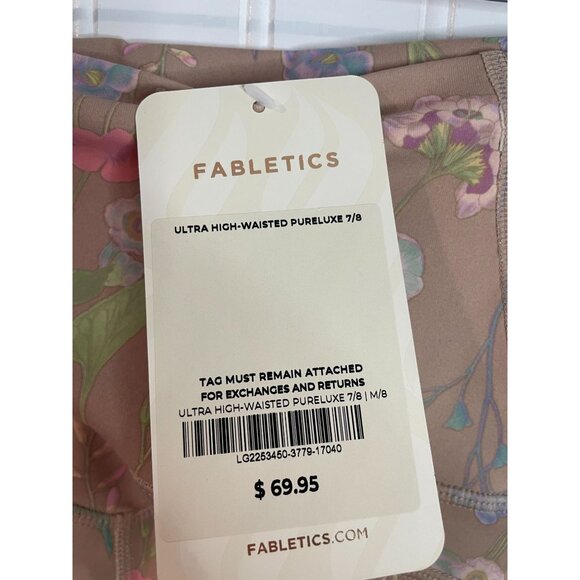 FABLETICS
ULTRA HIGH-WAISTED PURELUXE 7/8
TAG MUST REMAIN ATTACHED
FOR EXCHANGES AND RETURNS
ULTRA HIGH-WAISTED PURELUXE 7/8 | M/8
LG2253450-3779-17040
$ 69.95
FABLETICS.COM